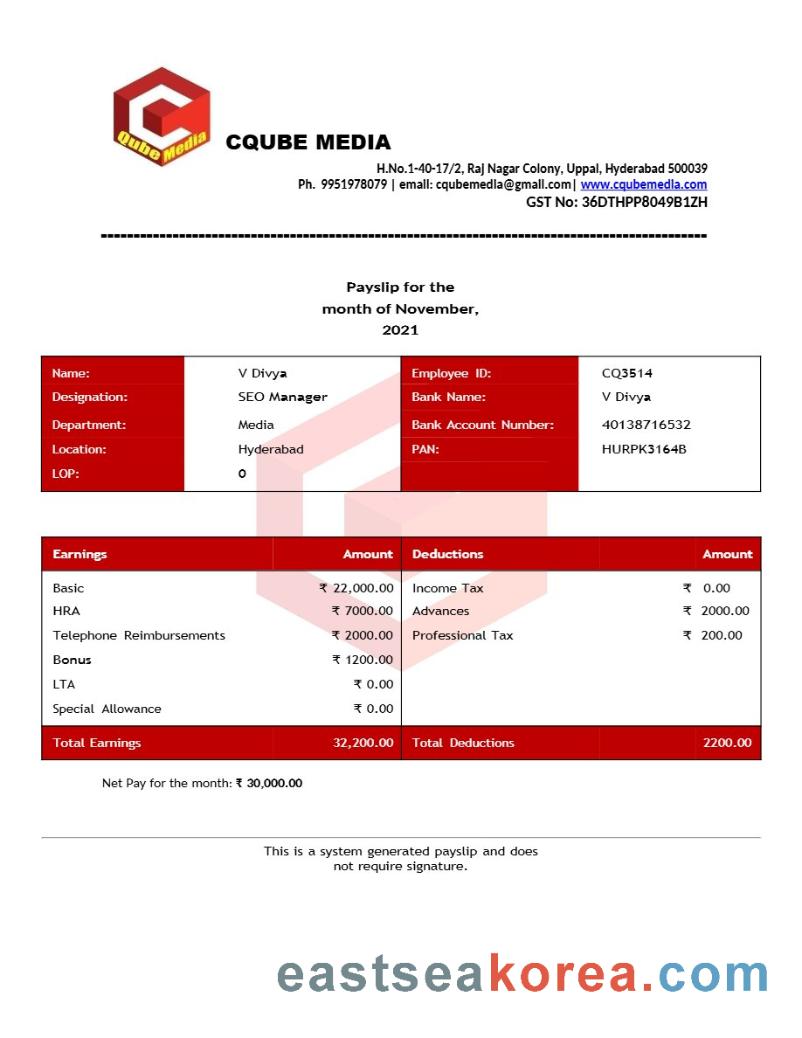 Qube Media
CQUBE MEDIA
H.No.1-40-17/2, Raj Nagar Colony, Uppal, Hyderabad 500039
Ph. 9951978079 | email: cqubemedia@gmail.com| www.cqubemedia.com
GST No: 36DTHPP8049B1ZH
Payslip for the
month of November,
2021
Name: V Divya Employee ID: CQ3514
Designation: SEO Manager Bank Name: V Divya
Department: Media Bank Account Number: 40138716532
Location: Hyderabad PAN: HURPK3164B
LOP: 0
Earnings Amount Deductions Amount
Basic ₹ 22,000.00 Income Tax ₹ 0.00
HRA ₹ 7000.00 Advances ₹ 2000.00
Telephone Reimbursements ₹ 2000.00 Professional Tax ₹ 200.00
Bonus ₹ 1200.00
LTA ₹ 0.00
Special Allowance ₹ 0.00
Total Earnings 32,200.00 Total Deductions 2200.00
Net Pay for the month: ₹ 30,000.00
This is a system generated payslip and does
not require signature.
eastseakorea.com